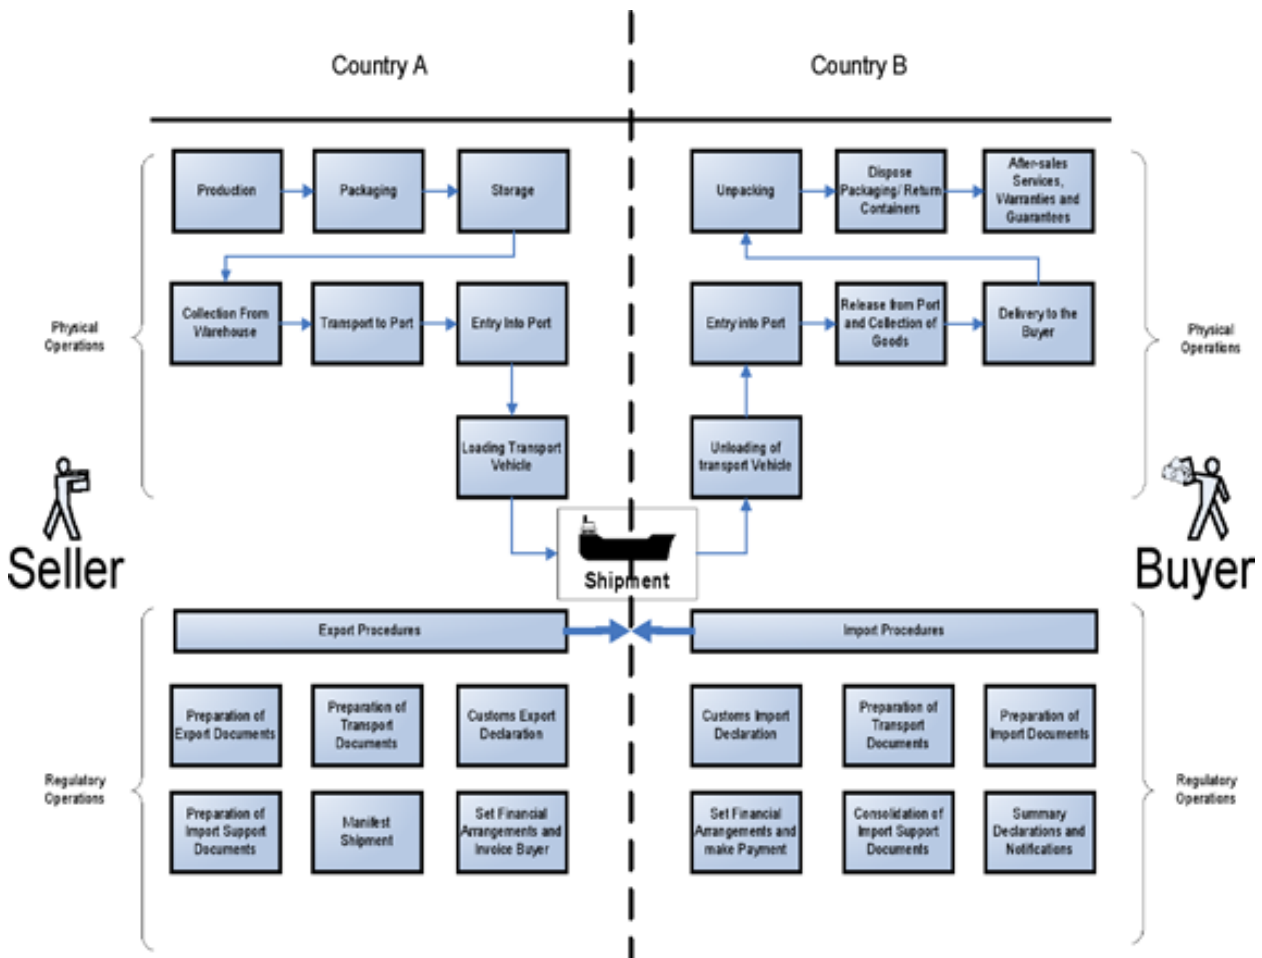 Country A
Country B
Production
Packaging
Storage
Unpacking
Dispose
Packaging/ Return
Containers
After-sales
Services,
Warranties and
Guarantees
Physical
Operations
Collection From
Warehouse
Transport to Port
Entry Into Port
Entry into Port
Release from Port
and Collection of
Goods
Delivery to the
Buyer
Physical
Operations
Loading Transport
Vehicle
Unloading of
transport Vehicle
Seller
Shipment
Buyer
Export Procedures
Import Procedures
Preparation of
Export Documents
Preparation of
Transport
Documents
Customs Export
Declaration
Customs Import
Declaration
Preparation of
Transport
Documents
Preparation of
Import Documents
Regulatory
Operations
Regulatory
Operations
Preparation of
Import Support
Documents
Manifest
Shipment
Set Financial
Arrangements and
Invoice Buyer
Set Financial
Arrangements and
make Payment
Consolidation of
Import Support
Documents
Summary
Declarations and
Notifications